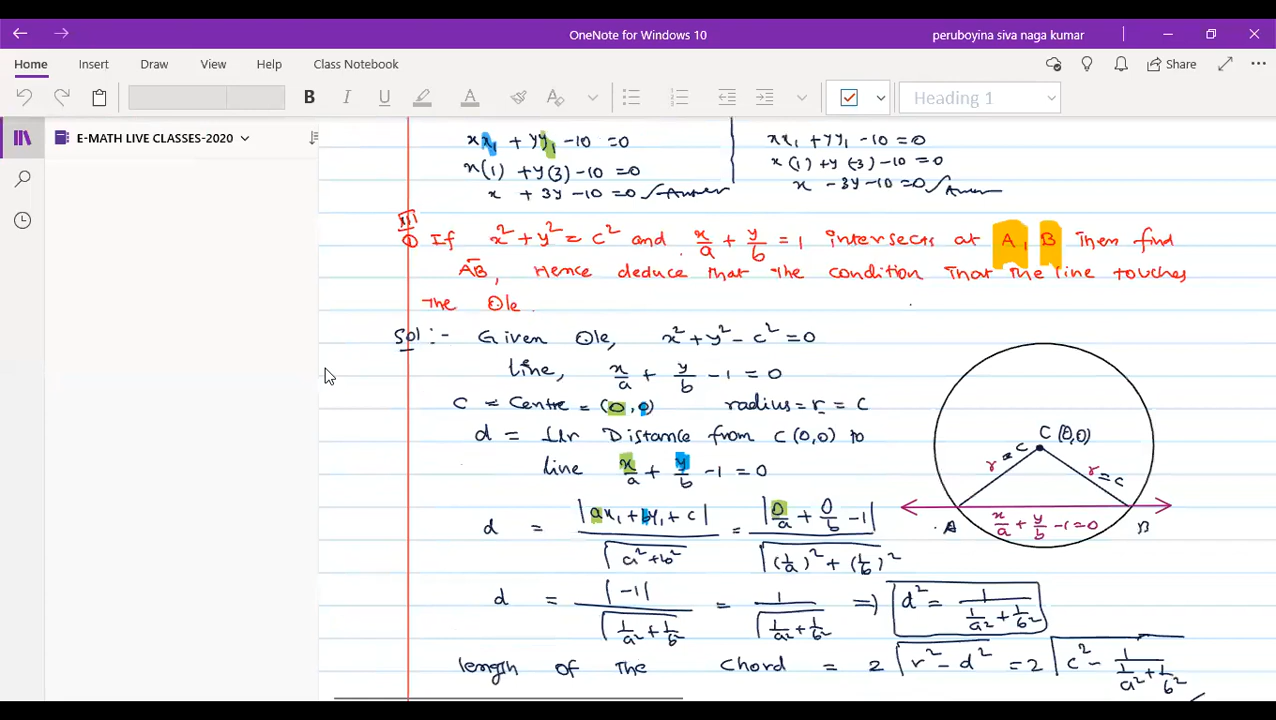 OneNote for Windows 10
peruboyina siva naga kumar
Home Insert Draw View Help Class Notebook Share
B I U A Heading 1
E-MATH LIVE CLASSES-2020
xx₁ + yy₁ -10 =0
x(1) +y(3) -10 =0
x + 3y -10 =0 Answer
xx₁ + yy₁ -10 =0
x(1) +y(-3) -10 =0
x -3y -10 =0 Answer
III
① If x² + y² = c² and x/a + y/b = 1 intersects at A, B Then find
AB, Hence deduce that The condition That The line touches
The Ole.
Sol :- Given Ole, x² + y² - c² = 0
line, x/a + y/b -1 = 0
C = Centre = (0,0) radius = r = c
d = ⊥lr Distance from C(0,0) to
line x/a + y/b -1 = 0
d = |ax₁ + by₁ + c| / √(a²+b²) = |0/a + 0/b -1| / √((1/a)² + (1/b)²)
d = |-1| / √(1/a² + 1/b²) = 1 / √(1/a² + 1/b²) => d² = 1 / (1/a² + 1/b²)
length of The chord = 2 √(r² - d²) = 2 √(c² - 1/(1/a² + 1/b²))
C (0,0)
r = c
r = c
A
x/a + y/b -1 = 0
B